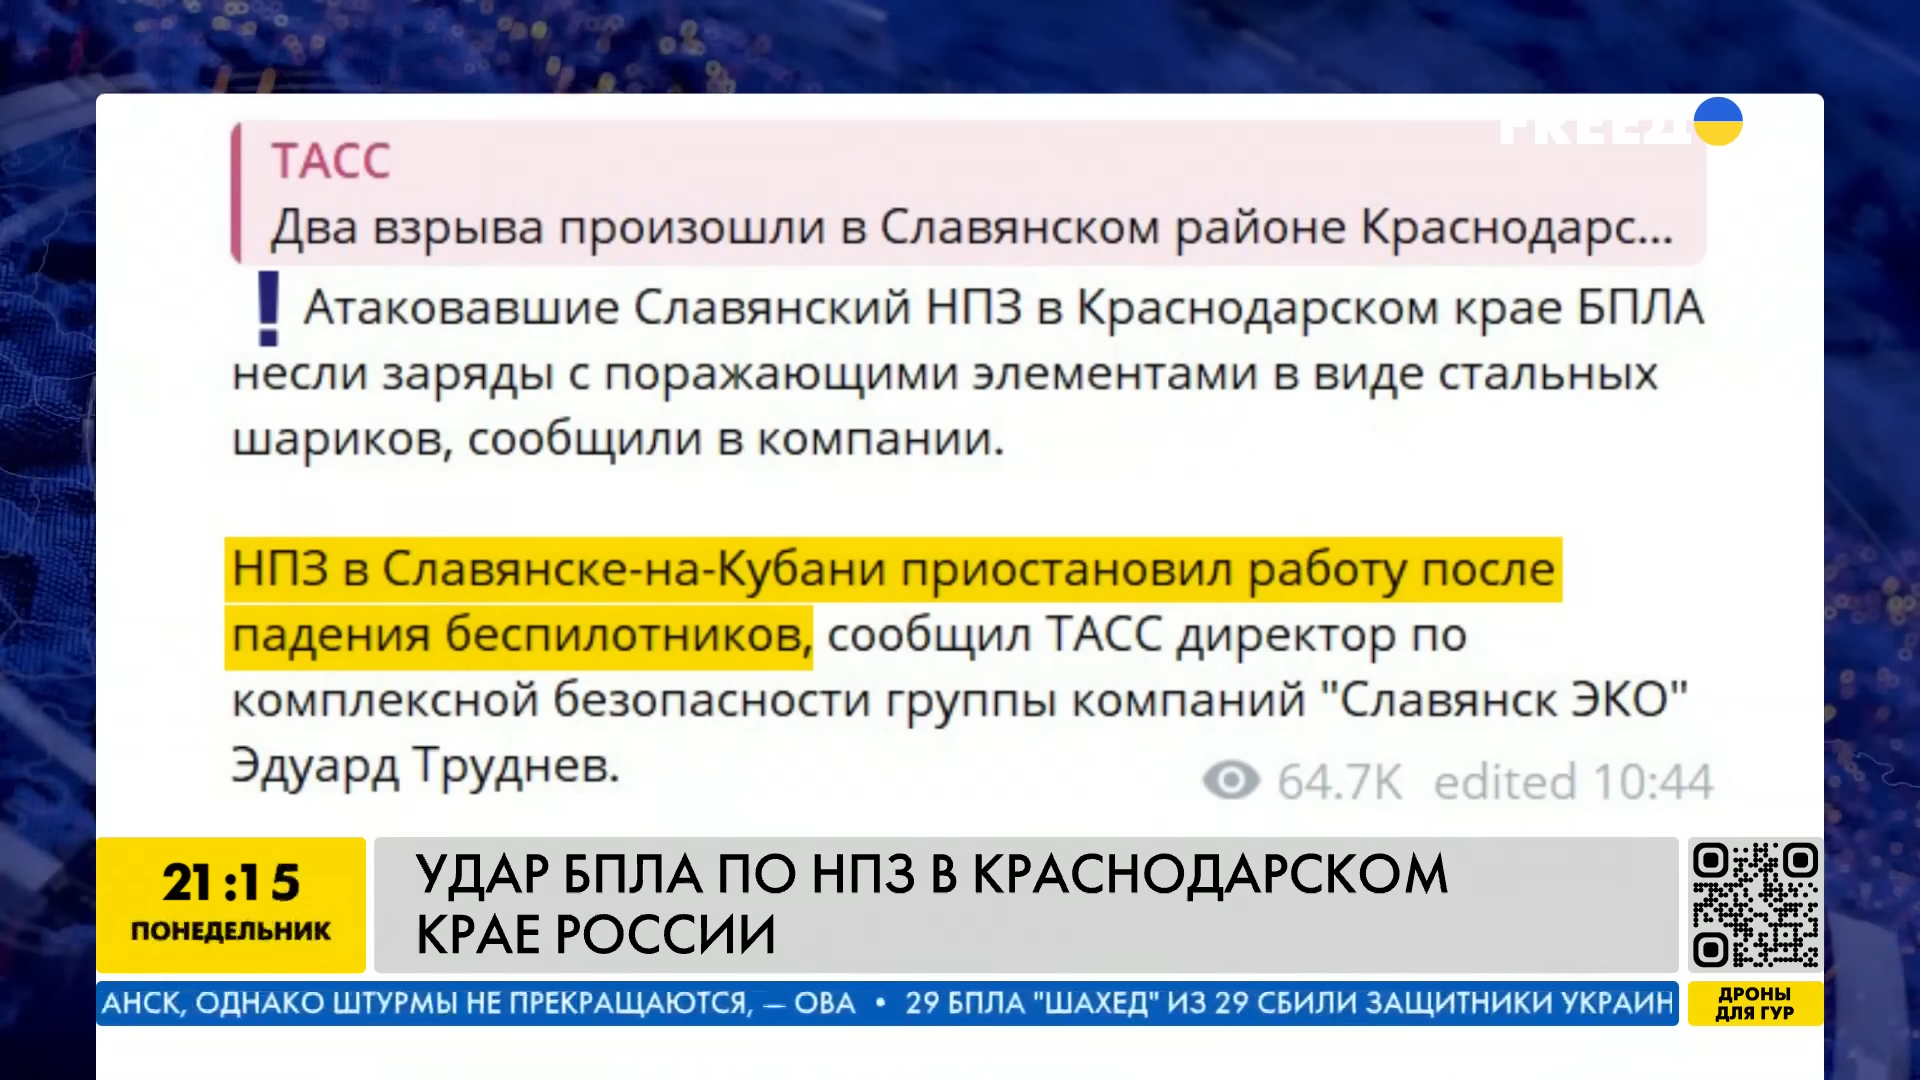 FREEДОМ
ТАСС
Два взрыва произошли в Славянском районе Краснодарс...
❗ Атаковавшие Славянский НПЗ в Краснодарском крае БПЛА
несли заряды с поражающими элементами в виде стальных
шариков, сообщили в компании.
НПЗ в Славянске-на-Кубани приостановил работу после
падения беспилотников, сообщил ТАСС директор по
комплексной безопасности группы компаний "Славянск ЭКО"
Эдуард Труднев.
64.7K edited 10:44
21:15
ПОНЕДЕЛЬНИК
УДАР БПЛА ПО НПЗ В КРАСНОДАРСКОМ
КРАЕ РОССИИ
АНСК, ОДНАКО ШТУРМЫ НЕ ПРЕКРАЩАЮТСЯ, — ОВА • 29 БПЛА "ШАХЕД" ИЗ 29 СБИЛИ ЗАЩИТНИКИ УКРАИН
ДРОНЫ
ДЛЯ ГУР